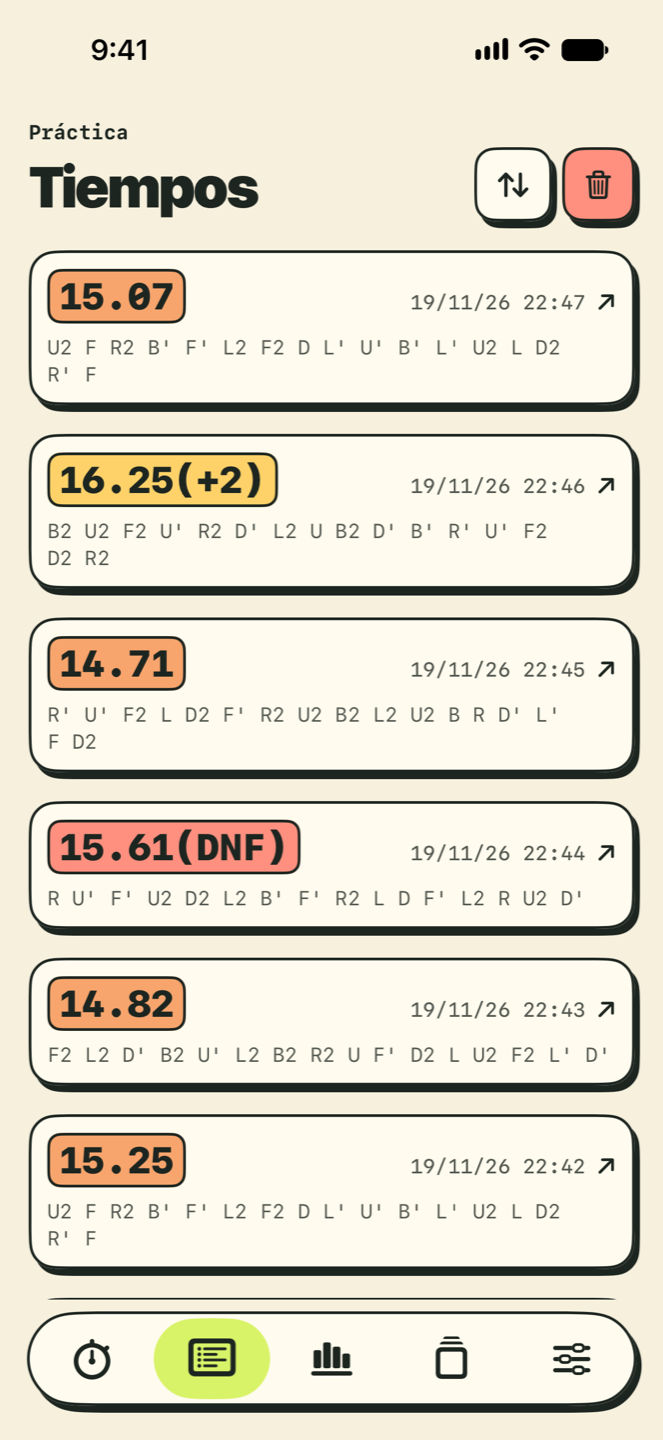 9:41
Práctica
Tiempos
15.07
19/11/26 22:47
U2 F R2 B' F' L2 F2 D L' U' B' L' U2 L D2
R' F
16.25(+2)
19/11/26 22:46
B2 U2 F2 U' R2 D' L2 U B2 D' B' R' U' F2
D2 R2
14.71
19/11/26 22:45
R' U' F2 L D2 F' R2 U2 B2 L2 U2 B R D' L'
F D2
15.61(DNF)
19/11/26 22:44
R U' F' U2 D2 L2 B' F' R2 L D F' L2 R U2 D'
14.82
19/11/26 22:43
F2 L2 D' B2 U' L2 B2 R2 U F' D2 L U2 F2 L' D'
15.25
19/11/26 22:42
U2 F R2 B' F' L2 F2 D L' U' B' L' U2 L D2
R' F